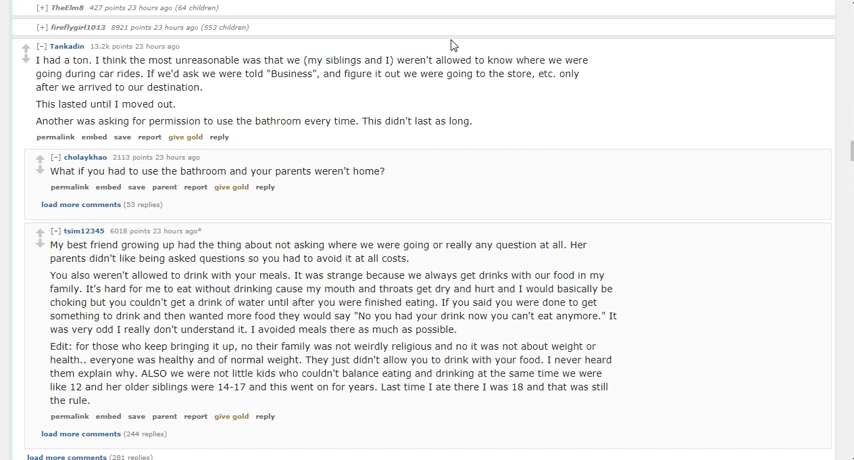 [+] TheElm8 427 points 23 hours ago (64 children)
[+] fireflygirl1013 8921 points 23 hours ago (553 children)
[–] Tankadin 13.2k points 23 hours ago
I had a ton. I think the most unreasonable was that we (my siblings and I) weren't allowed to know where we were
going during car rides. If we'd ask we were told "Business", and figure it out we were going to the store, etc. only
after we arrived to our destination.
This lasted until I moved out.
Another was asking for permission to use the bathroom every time. This didn't last as long.
permalink embed save report give gold reply
[–] cholaykhao 2113 points 23 hours ago
What if you had to use the bathroom and your parents weren't home?
permalink embed save parent report give gold reply
load more comments (53 replies)
[–] tsim12345 6018 points 23 hours ago*
My best friend growing up had the thing about not asking where we were going or really any question at all. Her
parents didn't like being asked questions so you had to avoid it at all costs.
You also weren't allowed to drink with your meals. It was strange because we always get drinks with our food in my
family. It's hard for me to eat without drinking cause my mouth and throats get dry and hurt and I would basically be
choking but you couldn't get a drink of water until after you were finished eating. If you said you were done to get
something to drink and then wanted more food they would say "No you had your drink now you can't eat anymore." It
was very odd I really don't understand it. I avoided meals there as much as possible.
Edit: for those who keep bringing it up, no their family was not weirdly religious and no it was not about weight or
health.. everyone was healthy and of normal weight. They just didn't allow you to drink with your food. I never heard
them explain why. ALSO we were not little kids who couldn't balance eating and drinking at the same time we were
like 12 and her older siblings were 14-17 and this went on for years. Last time I ate there I was 18 and that was still
the rule.
permalink embed save parent report give gold reply
load more comments (244 replies)
load more comments (281 replies)